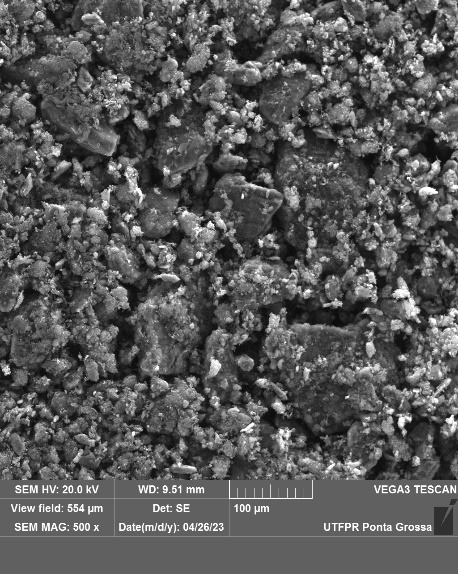 SEM HV: 20.0 kV WD: 9.51 mm VEGA3 TESCAN
View field: 554 µm Det: SE 100 µm
SEM MAG: 500 x Date(m/d/y): 04/26/23 UTFPR Ponta Grossa